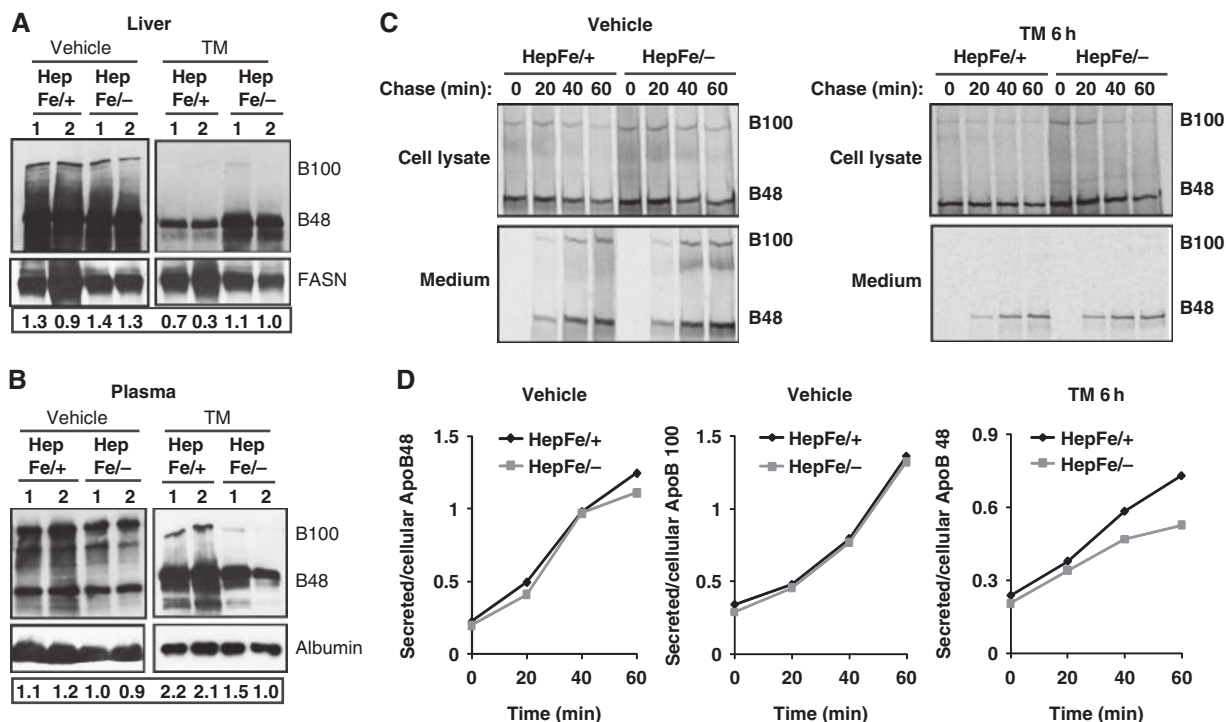 A
Liver
Vehicle TM
Hep Fe/+ Hep Fe/– Hep Fe/+ Hep Fe/–
1 2 1 2 1 2 1 2
B100
B48
FASN
1.3 0.9 1.4 1.3 0.7 0.3 1.1 1.0
B
Plasma
Vehicle TM
Hep Fe/+ Hep Fe/– Hep Fe/+ Hep Fe/–
1 2 1 2 1 2 1 2
B100
B48
Albumin
1.1 1.2 1.0 0.9 2.2 2.1 1.5 1.0
C
Vehicle
HepFe/+ HepFe/–
Chase (min): 0 20 40 60 0 20 40 60
B100
Cell lysate
B48
B100
Medium
B48
TM 6 h
HepFe/+ HepFe/–
Chase (min): 0 20 40 60 0 20 40 60
B100
Cell lysate
B48
B100
Medium
B48
D
Vehicle
Secreted/cellular ApoB48
1.5
1
0.5
0
HepFe/+
HepFe/–
0 20 40 60
Time (min)
Vehicle
Secreted/cellular ApoB 100
1.5
1
0.5
0
HepFe/+
HepFe/–
0 20 40 60
Time (min)
TM 6 h
Secreted/cellular ApoB 48
0.9
0.6
0.3
0
HepFe/+
HepFe/–
0 20 40 60
Time (min)